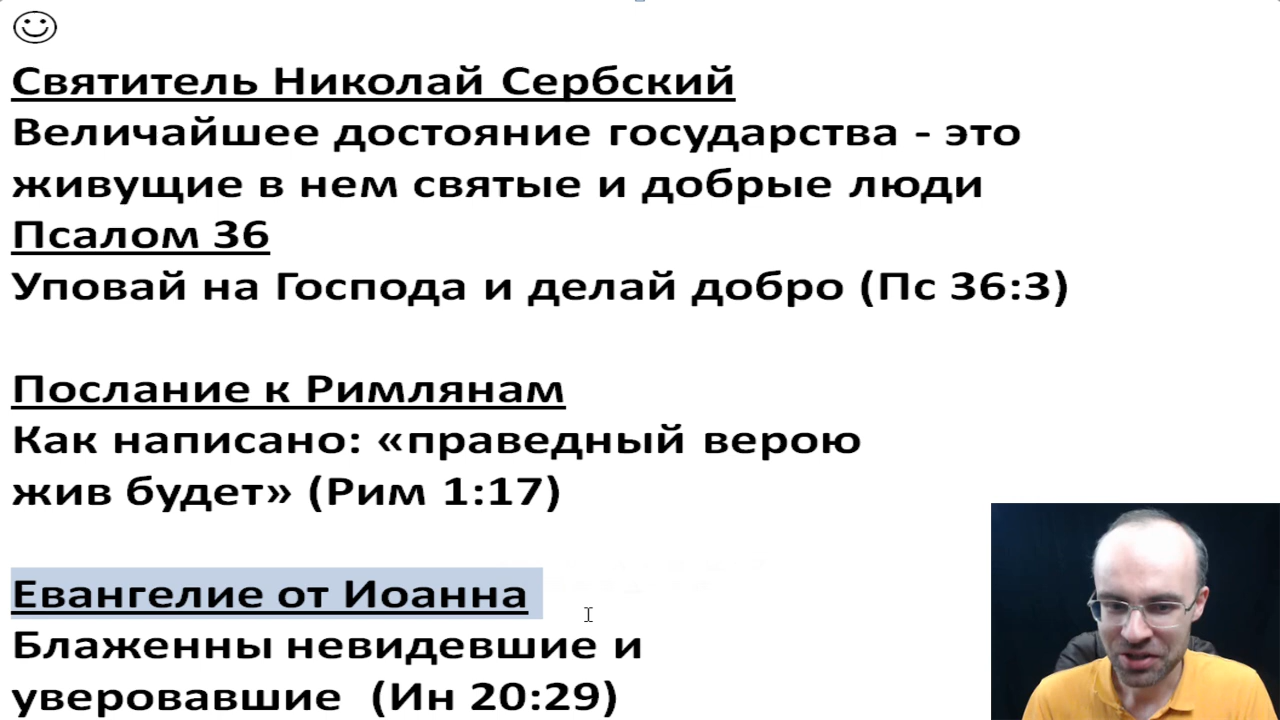 Святитель Николай Сербский
Величайшее достояние государства - это
живущие в нем святые и добрые люди
Псалом 36
Уповай на Господа и делай добро (Пс 36:3)
Послание к Римлянам
Как написано: «праведный верою
жив будет» (Рим 1:17)
Евангелие от Иоанна
Блаженны невидевшие и
уверовавшие (Ин 20:29)